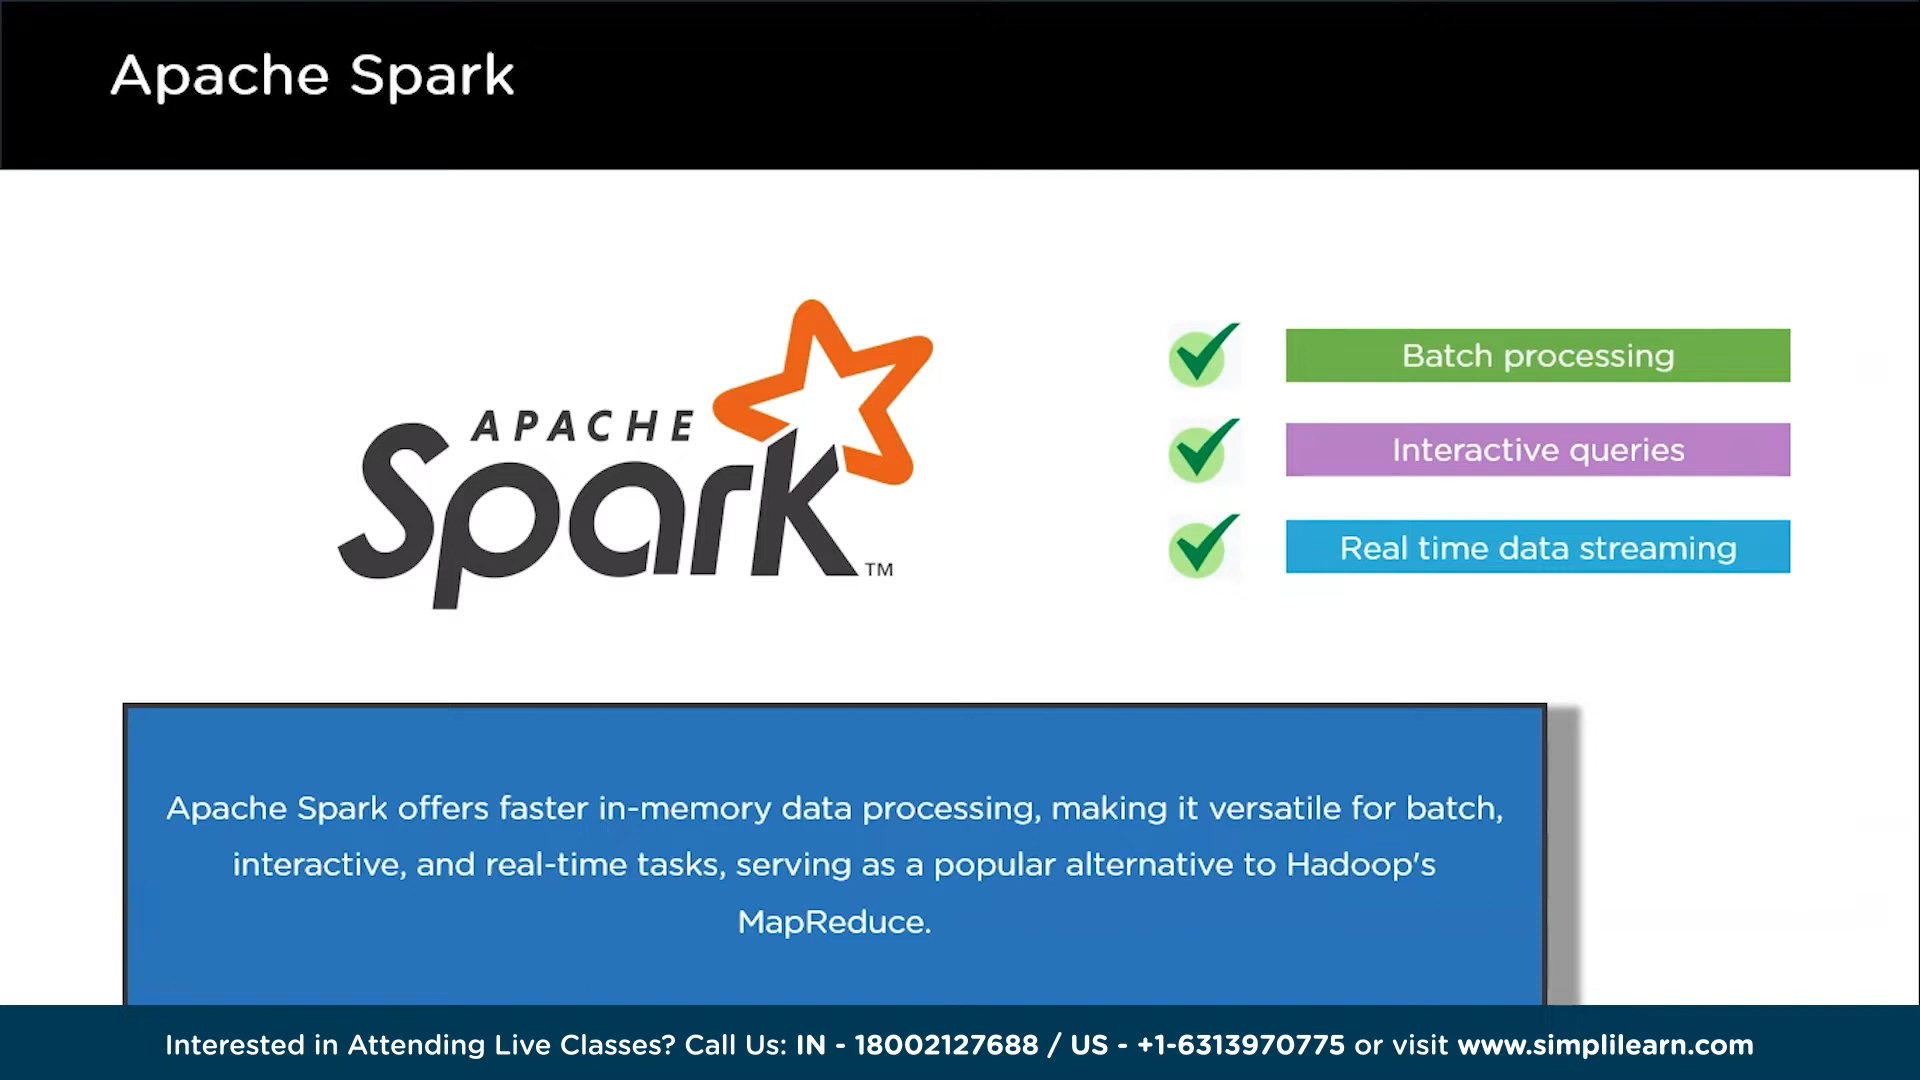 Apache Spark
APACHE
Spark™
Batch processing
Interactive queries
Real time data streaming
Apache Spark offers faster in-memory data processing, making it versatile for batch,
interactive, and real-time tasks, serving as a popular alternative to Hadoop's
MapReduce.
Interested in Attending Live Classes? Call Us: IN - 18002127688 / US - +1-6313970775 or visit www.simplilearn.com